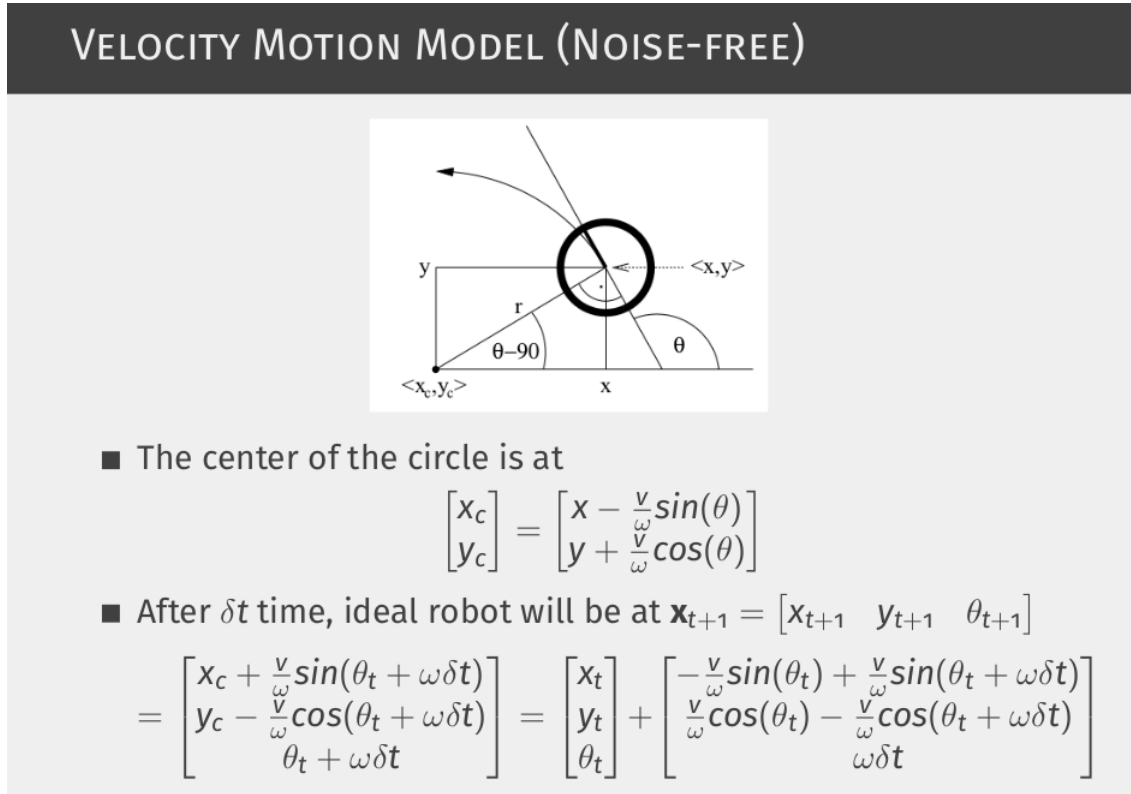 VELOCITY MOTION MODEL (NOISE-FREE)
y
<x,y>
r
θ–90
θ
<x_c,y_c>
x
■ The center of the circle is at
[x_c; y_c] = [x − v/ω sin(θ); y + v/ω cos(θ)]
■ After δt time, ideal robot will be at x_{t+1} = [x_{t+1} y_{t+1} θ_{t+1}]
= [x_c + v/ω sin(θ_t + ωδt); y_c − v/ω cos(θ_t + ωδt); θ_t + ωδt] = [x_t; y_t; θ_t] + [−v/ω sin(θ_t) + v/ω sin(θ_t + ωδt); v/ω cos(θ_t) − v/ω cos(θ_t + ωδt); ωδt]